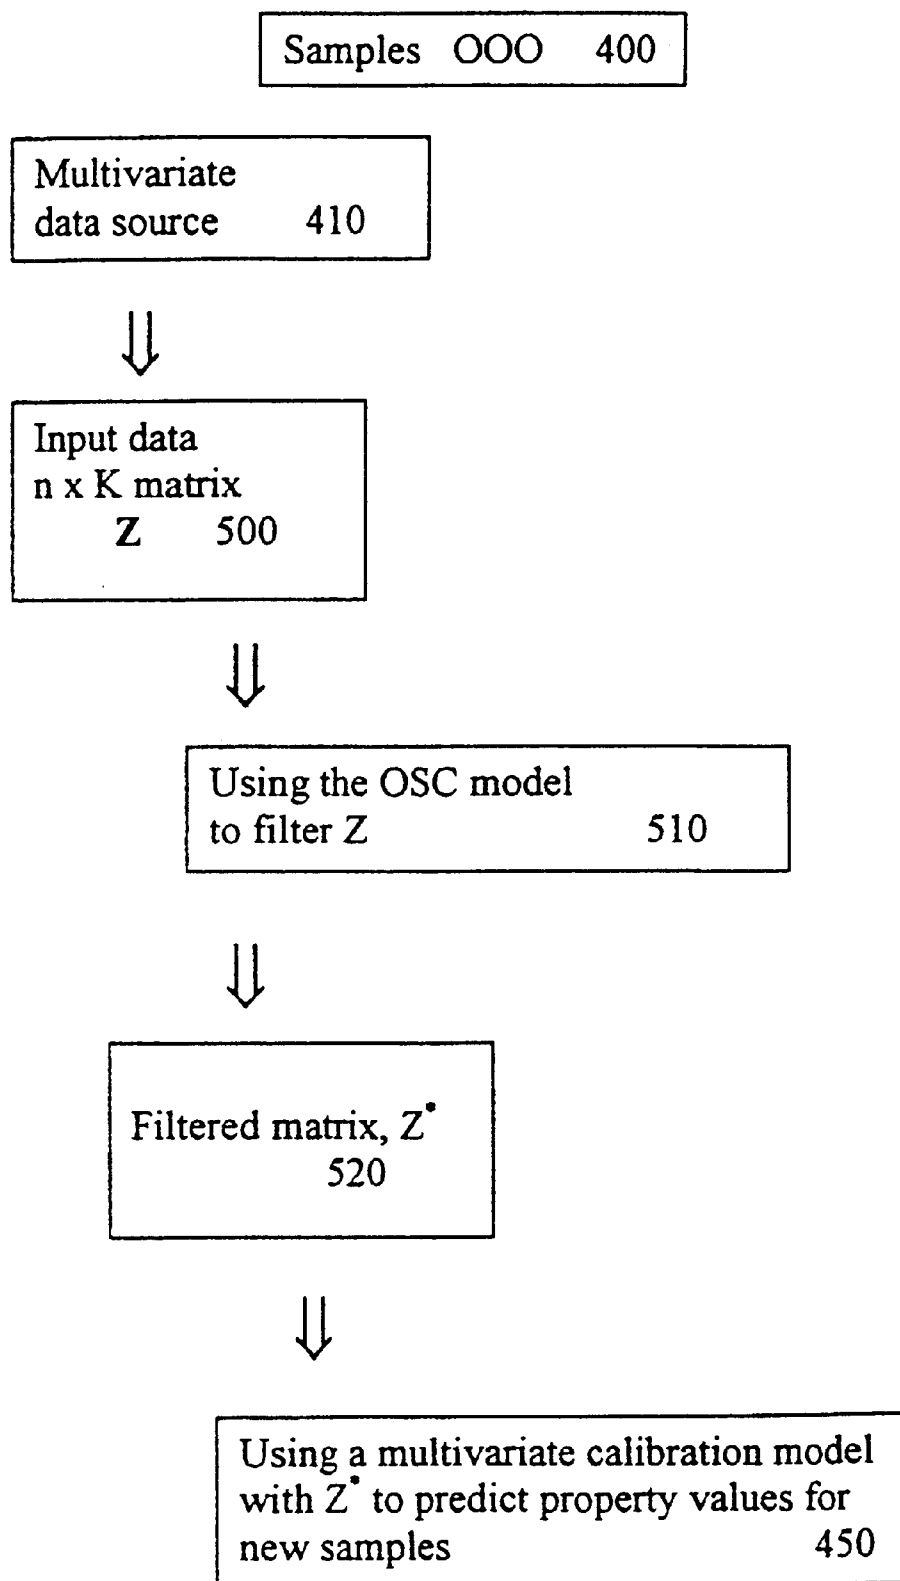 Samples OOO 400
Multivariate
data source 410
⇓
Input data
n x K matrix
Z 500
⇓
Using the OSC model
to filter Z 510
⇓
Filtered matrix, Z*
520
⇓
Using a multivariate calibration model
with Z* to predict property values for
new samples 450